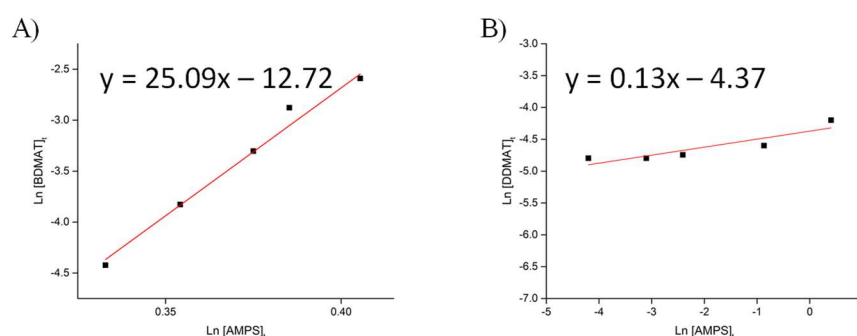 A)
y = 25.09x – 12.72
Ln [BDMAT]t
-2.5
-3.0
-3.5
-4.0
-4.5
0.35
0.40
Ln [AMPS]t
B)
y = 0.13x – 4.37
Ln [DDMAT]t
-3.0
-3.5
-4.0
-4.5
-5.0
-5.5
-6.0
-6.5
-7.0
-5
-4
-3
-2
-1
0
1
Ln [AMPS]t